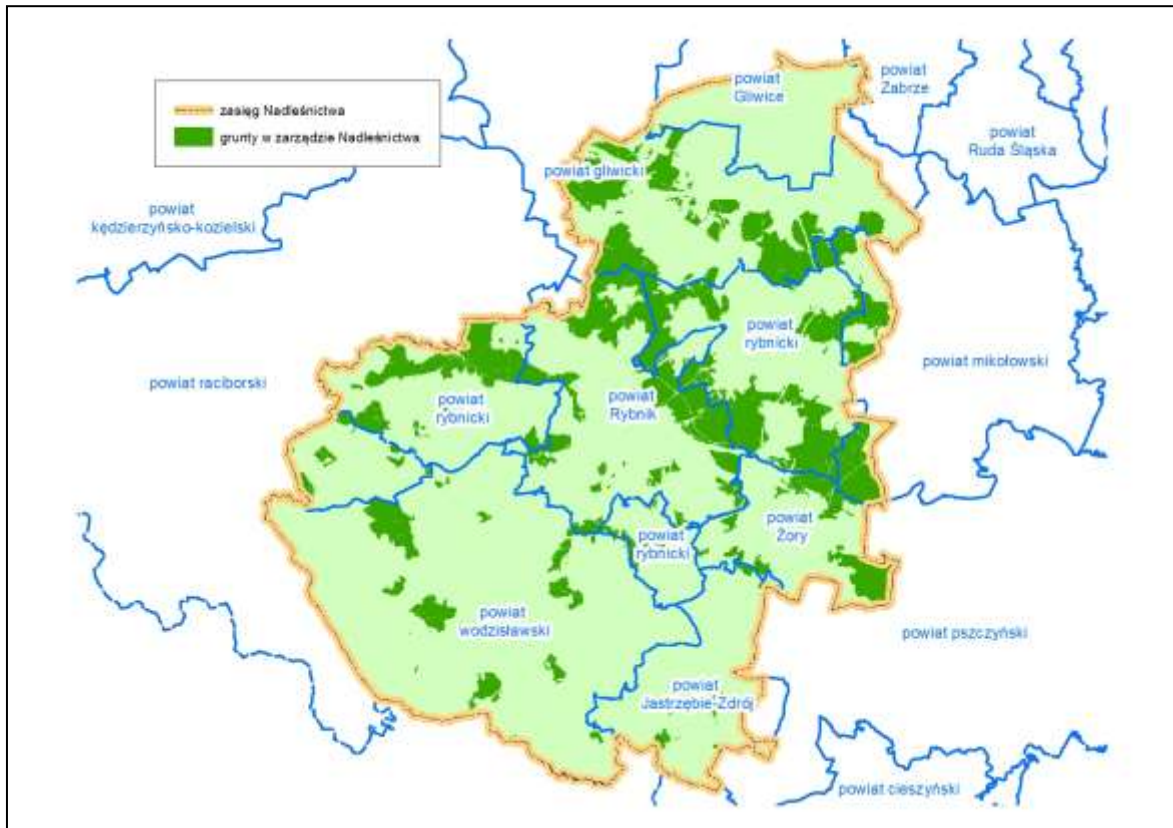 zasięg Nadleśnictwa
grunty w zarządzie Nadleśnictwa
powiat
Gliwice
powiat
Zabrze
powiat
Ruda Śląska
powiat gliwicki
powiat
kędzierzyńsko-kozielski
powiat
rybnicki
powiat mikołowski
powiat raciborski
powiat
rybnicki
powiat
Rybnik
powiat
Żory
powiat
rybnicki
powiat
wodzisławski
powiat pszczyński
powiat
Jastrzębie-Zdrój
powiat cieszyński